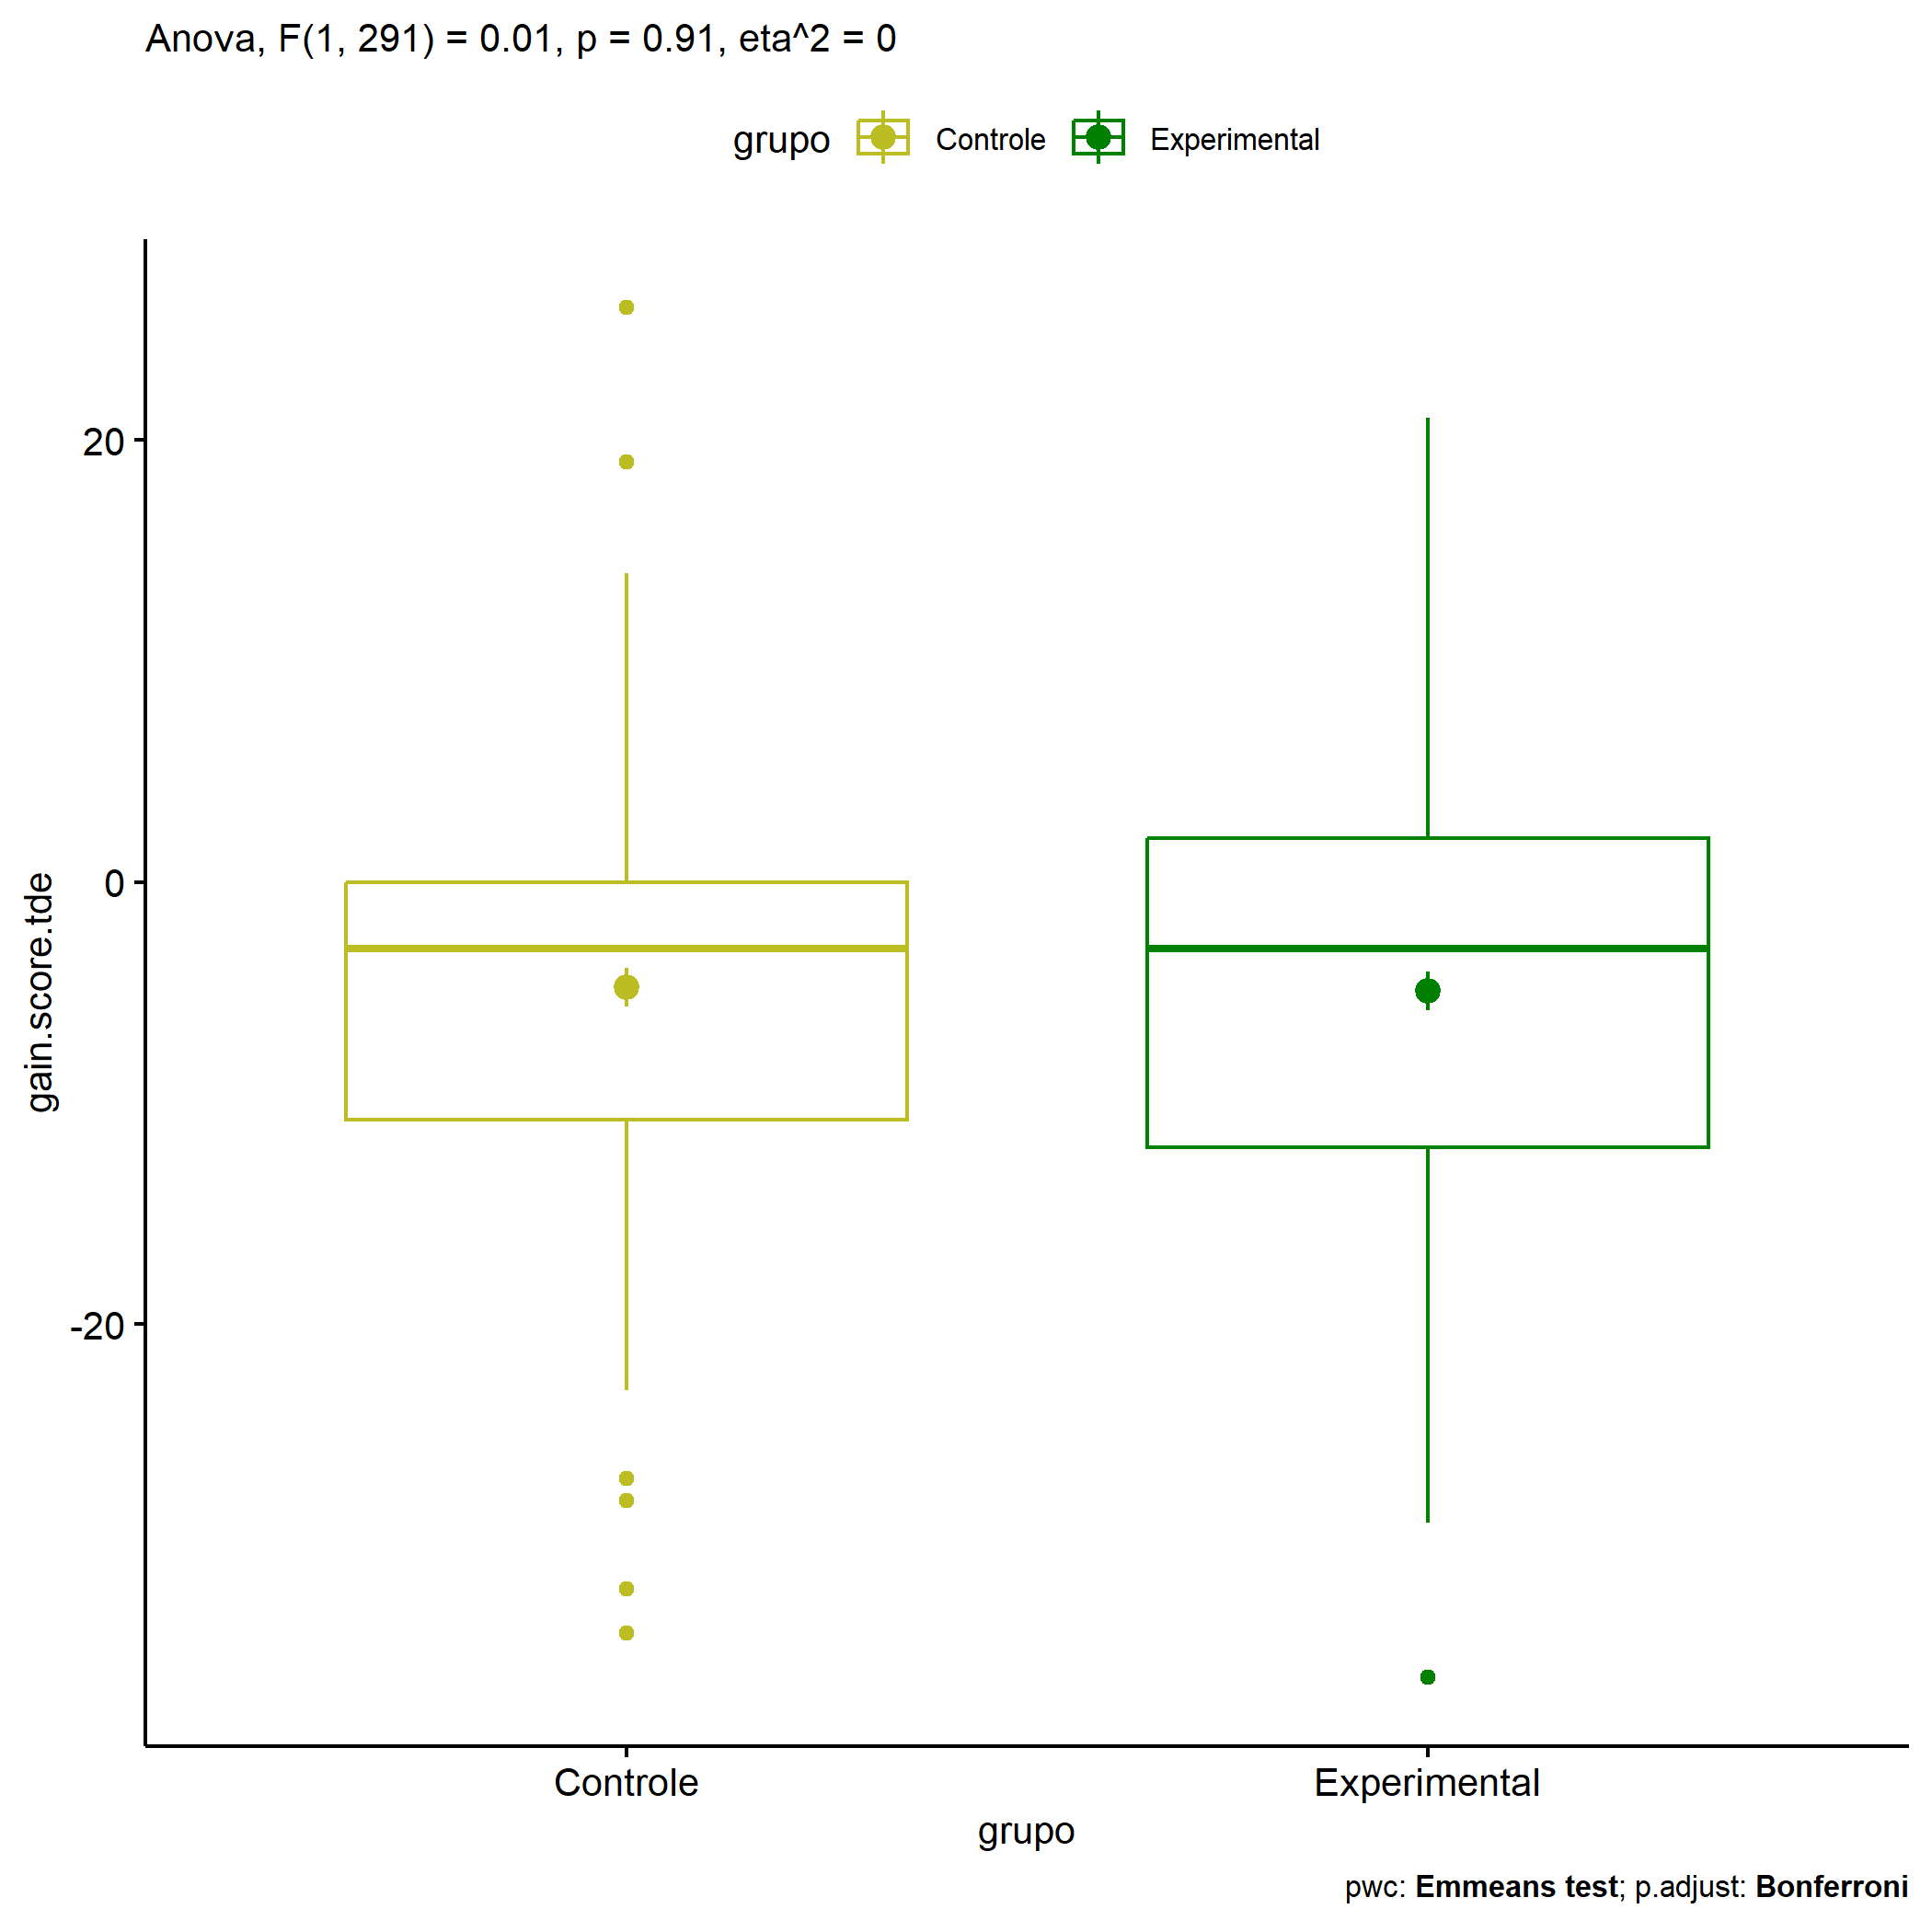 Anova, F(1, 291) = 0.01, p = 0.91, eta^2 = 0
grupo Controle Experimental
20
0
-20
gain.score.tde
Controle Experimental
grupo
pwc: Emmeans test; p.adjust: Bonferroni